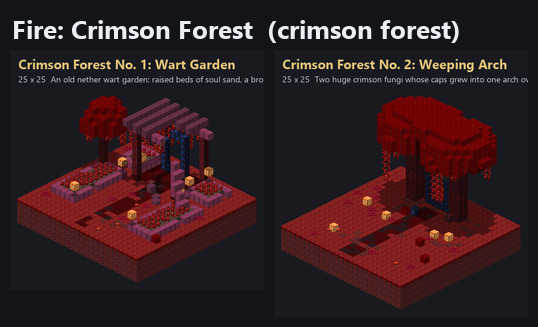 Fire: Crimson Forest (crimson forest)
Crimson Forest No. 1: Wart Garden
25 x 25 An old nether wart garden: raised beds of soul sand, a bro
Crimson Forest No. 2: Weeping Arch
25 x 25 Two huge crimson fungi whose caps grew into one arch ov